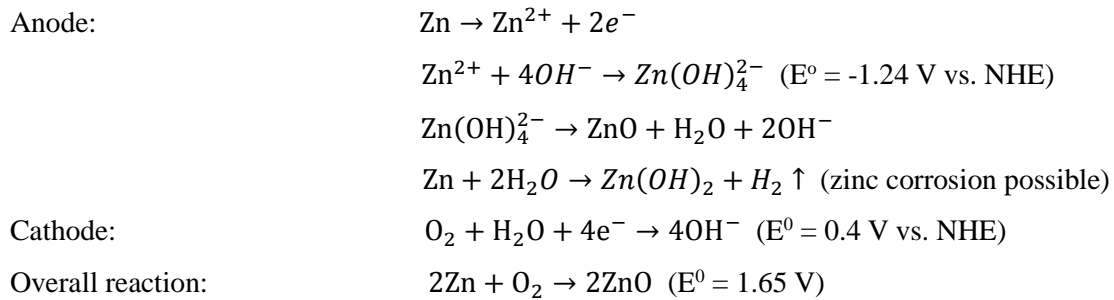 Anode: Zn → Zn²⁺ + 2e⁻
Zn²⁺ + 4OH⁻ → Zn(OH)₄²⁻ (Eº = -1.24 V vs. NHE)
Zn(OH)₄²⁻ → ZnO + H₂O + 2OH⁻
Zn + 2H₂O → Zn(OH)₂ + H₂ ↑ (zinc corrosion possible)
Cathode: O₂ + H₂O + 4e⁻ → 4OH⁻ (E⁰ = 0.4 V vs. NHE)
Overall reaction: 2Zn + O₂ → 2ZnO (E⁰ = 1.65 V)